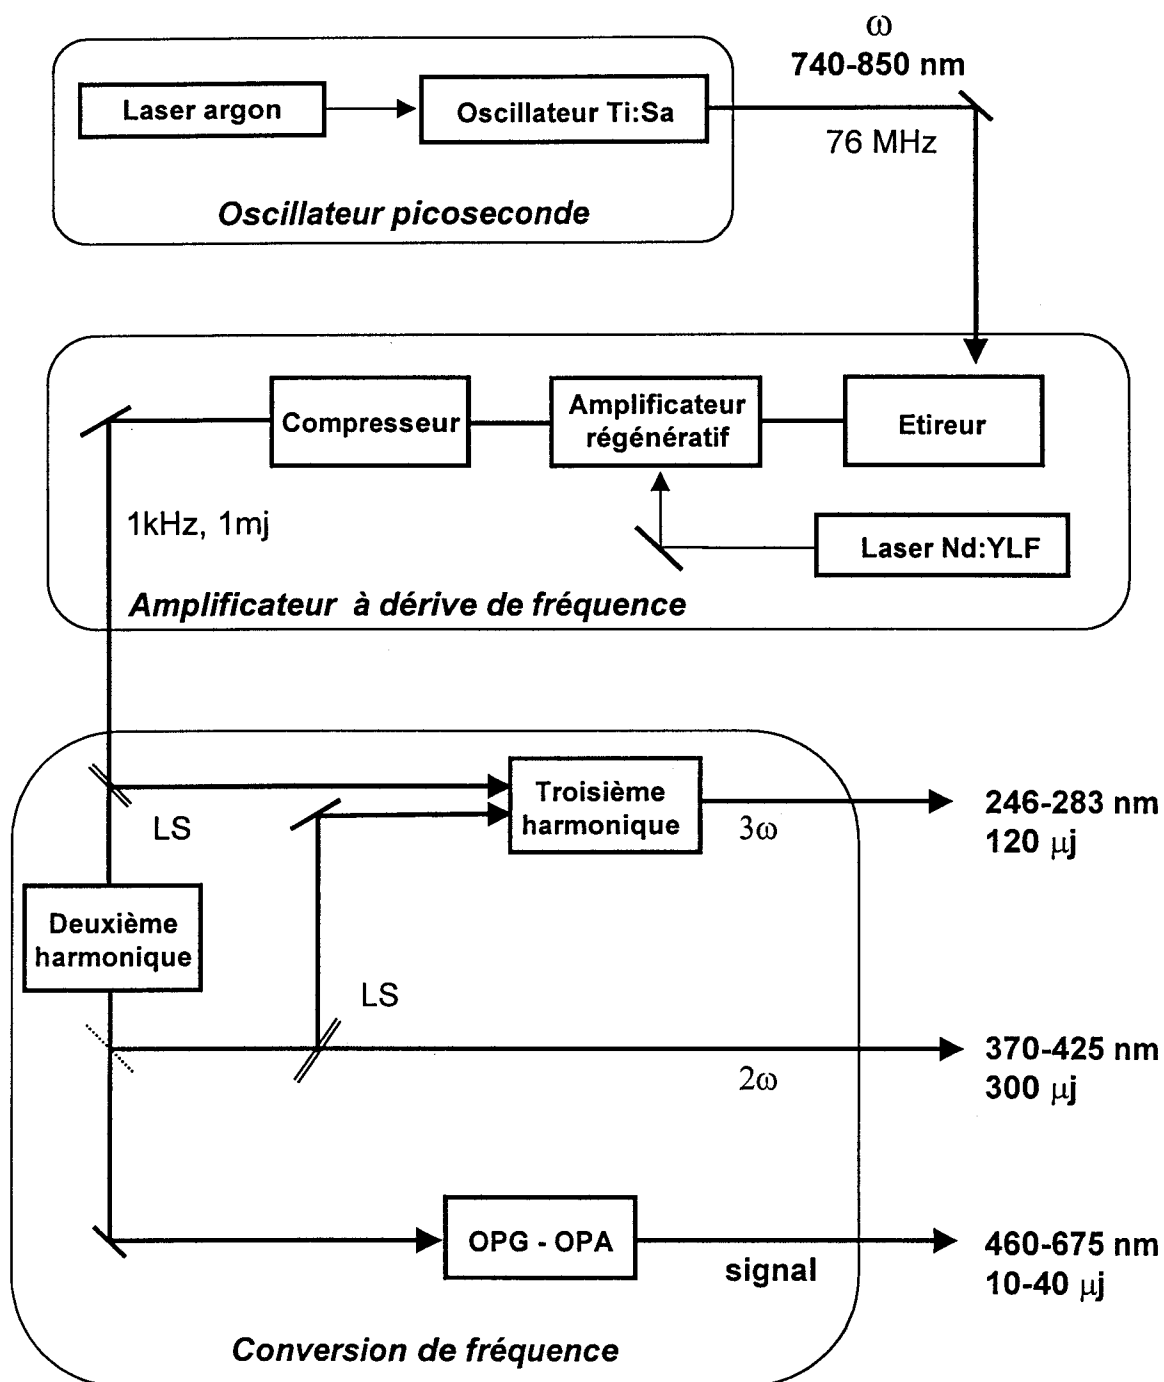 ω
740-850 nm
Laser argon
Oscillateur Ti:Sa
76 MHz
Oscillateur picoseconde
Compresseur
Amplificateur
régénératif
Etireur
1kHz, 1mj
Laser Nd:YLF
Amplificateur à dérive de fréquence
Troisième
harmonique
3ω
246-283 nm
120 μj
LS
Deuxième
harmonique
LS
2ω
370-425 nm
300 μj
OPG - OPA
signal
460-675 nm
10-40 μj
Conversion de fréquence